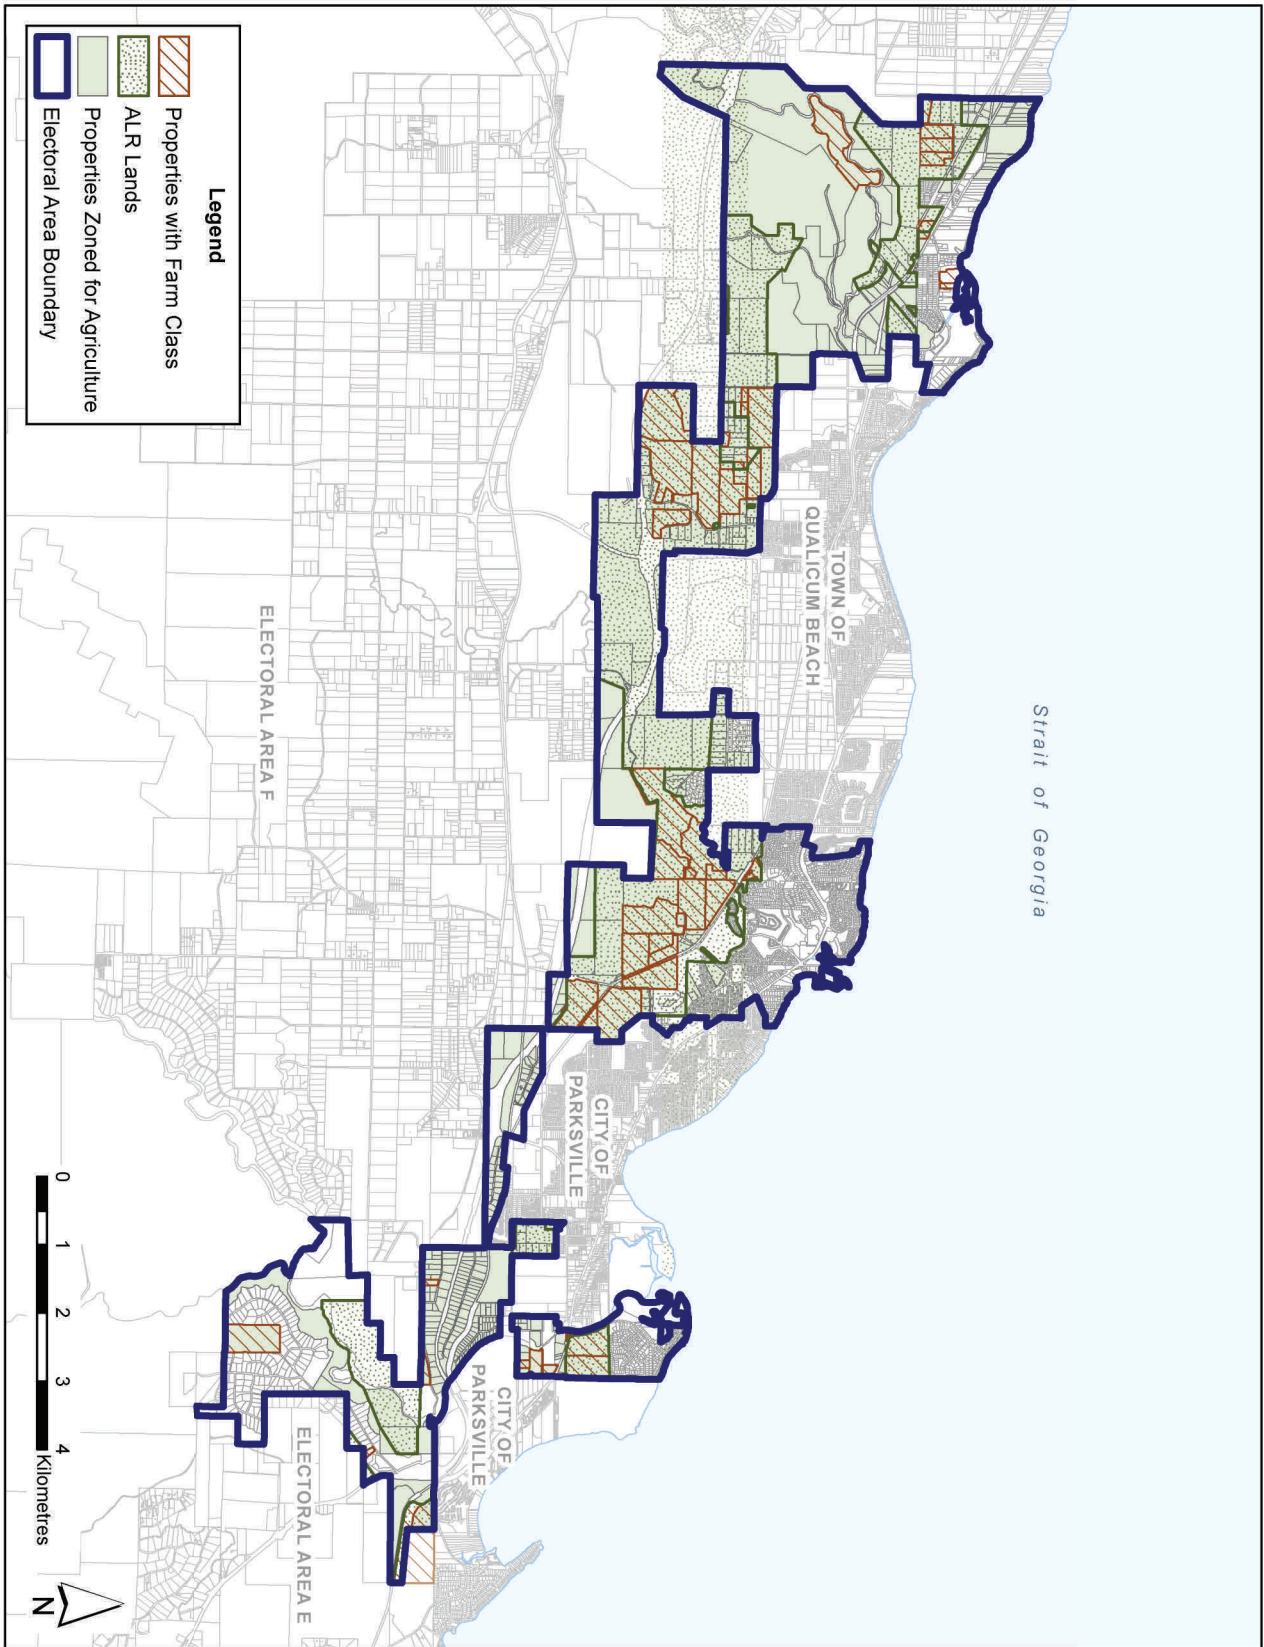 Strait of Georgia
TOWN OF
QUALICUM BEACH
CITY OF
PARKSVILLE
CITY OF
PARKSVILLE
ELECTORAL AREA F
ELECTORAL AREA E
Legend
Properties with Farm Class
ALR Lands
Properties Zoned for Agriculture
Electoral Area Boundary
0 1 2 3 4
Kilometres
N